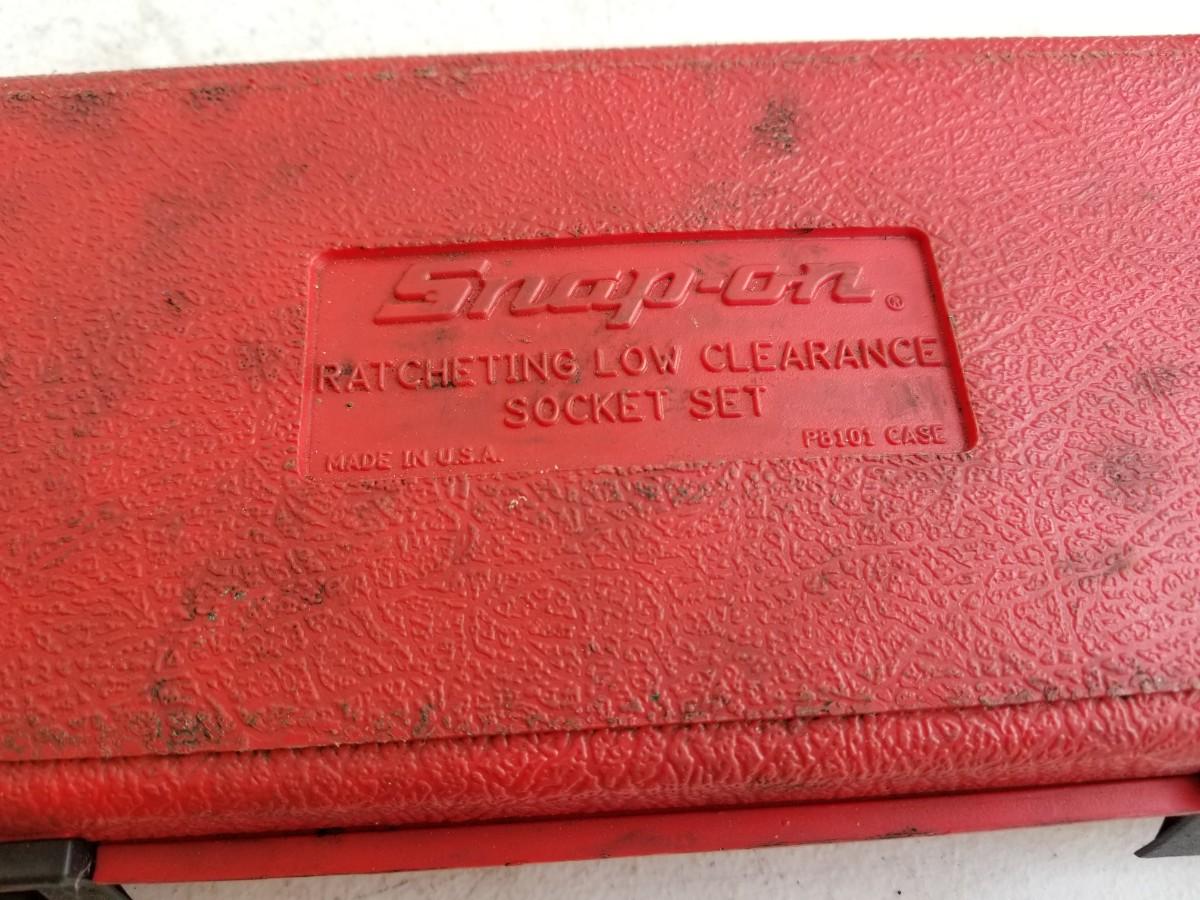 Snap-on®
RATCHETING LOW CLEARANCE
SOCKET SET
MADE IN U.S.A.
PB101 CASE